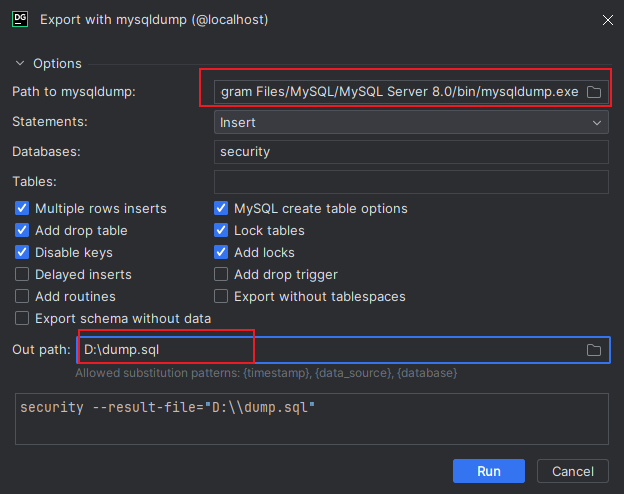 DG Export with mysqldump (@localhost)
Options
Path to mysqldump: gram Files/MySQL/MySQL Server 8.0/bin/mysqldump.exe
Statements: Insert
Databases: security
Tables:
Multiple rows inserts MySQL create table options
Add drop table Lock tables
Disable keys Add locks
Delayed inserts Add drop trigger
Add routines Export without tablespaces
Export schema without data
Out path: D:\dump.sql
Allowed substitution patterns: {timestamp}, {data_source}, {database}
security --result-file="D:\\dump.sql"
Run Cancel